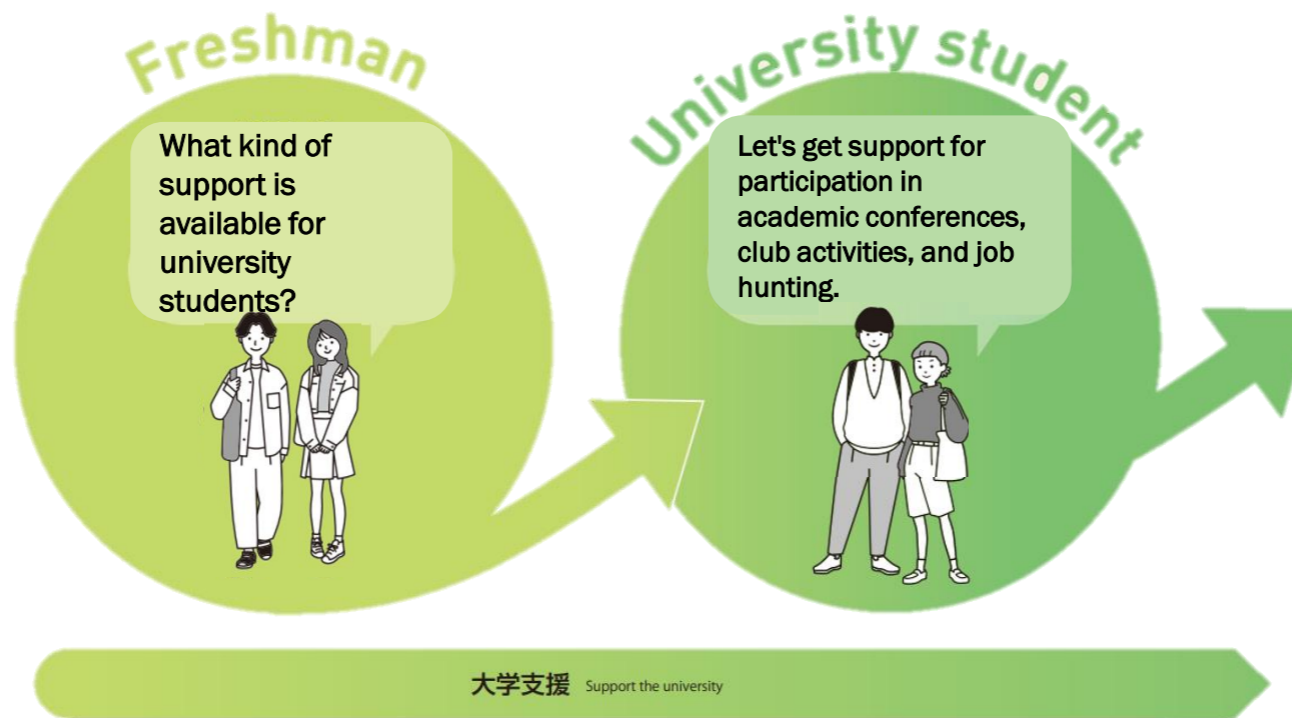 Freshman
What kind of
support is
available for
university
students?
University student
Let's get support for
participation in
academic conferences,
club activities, and job
hunting.
大学支援 Support the university